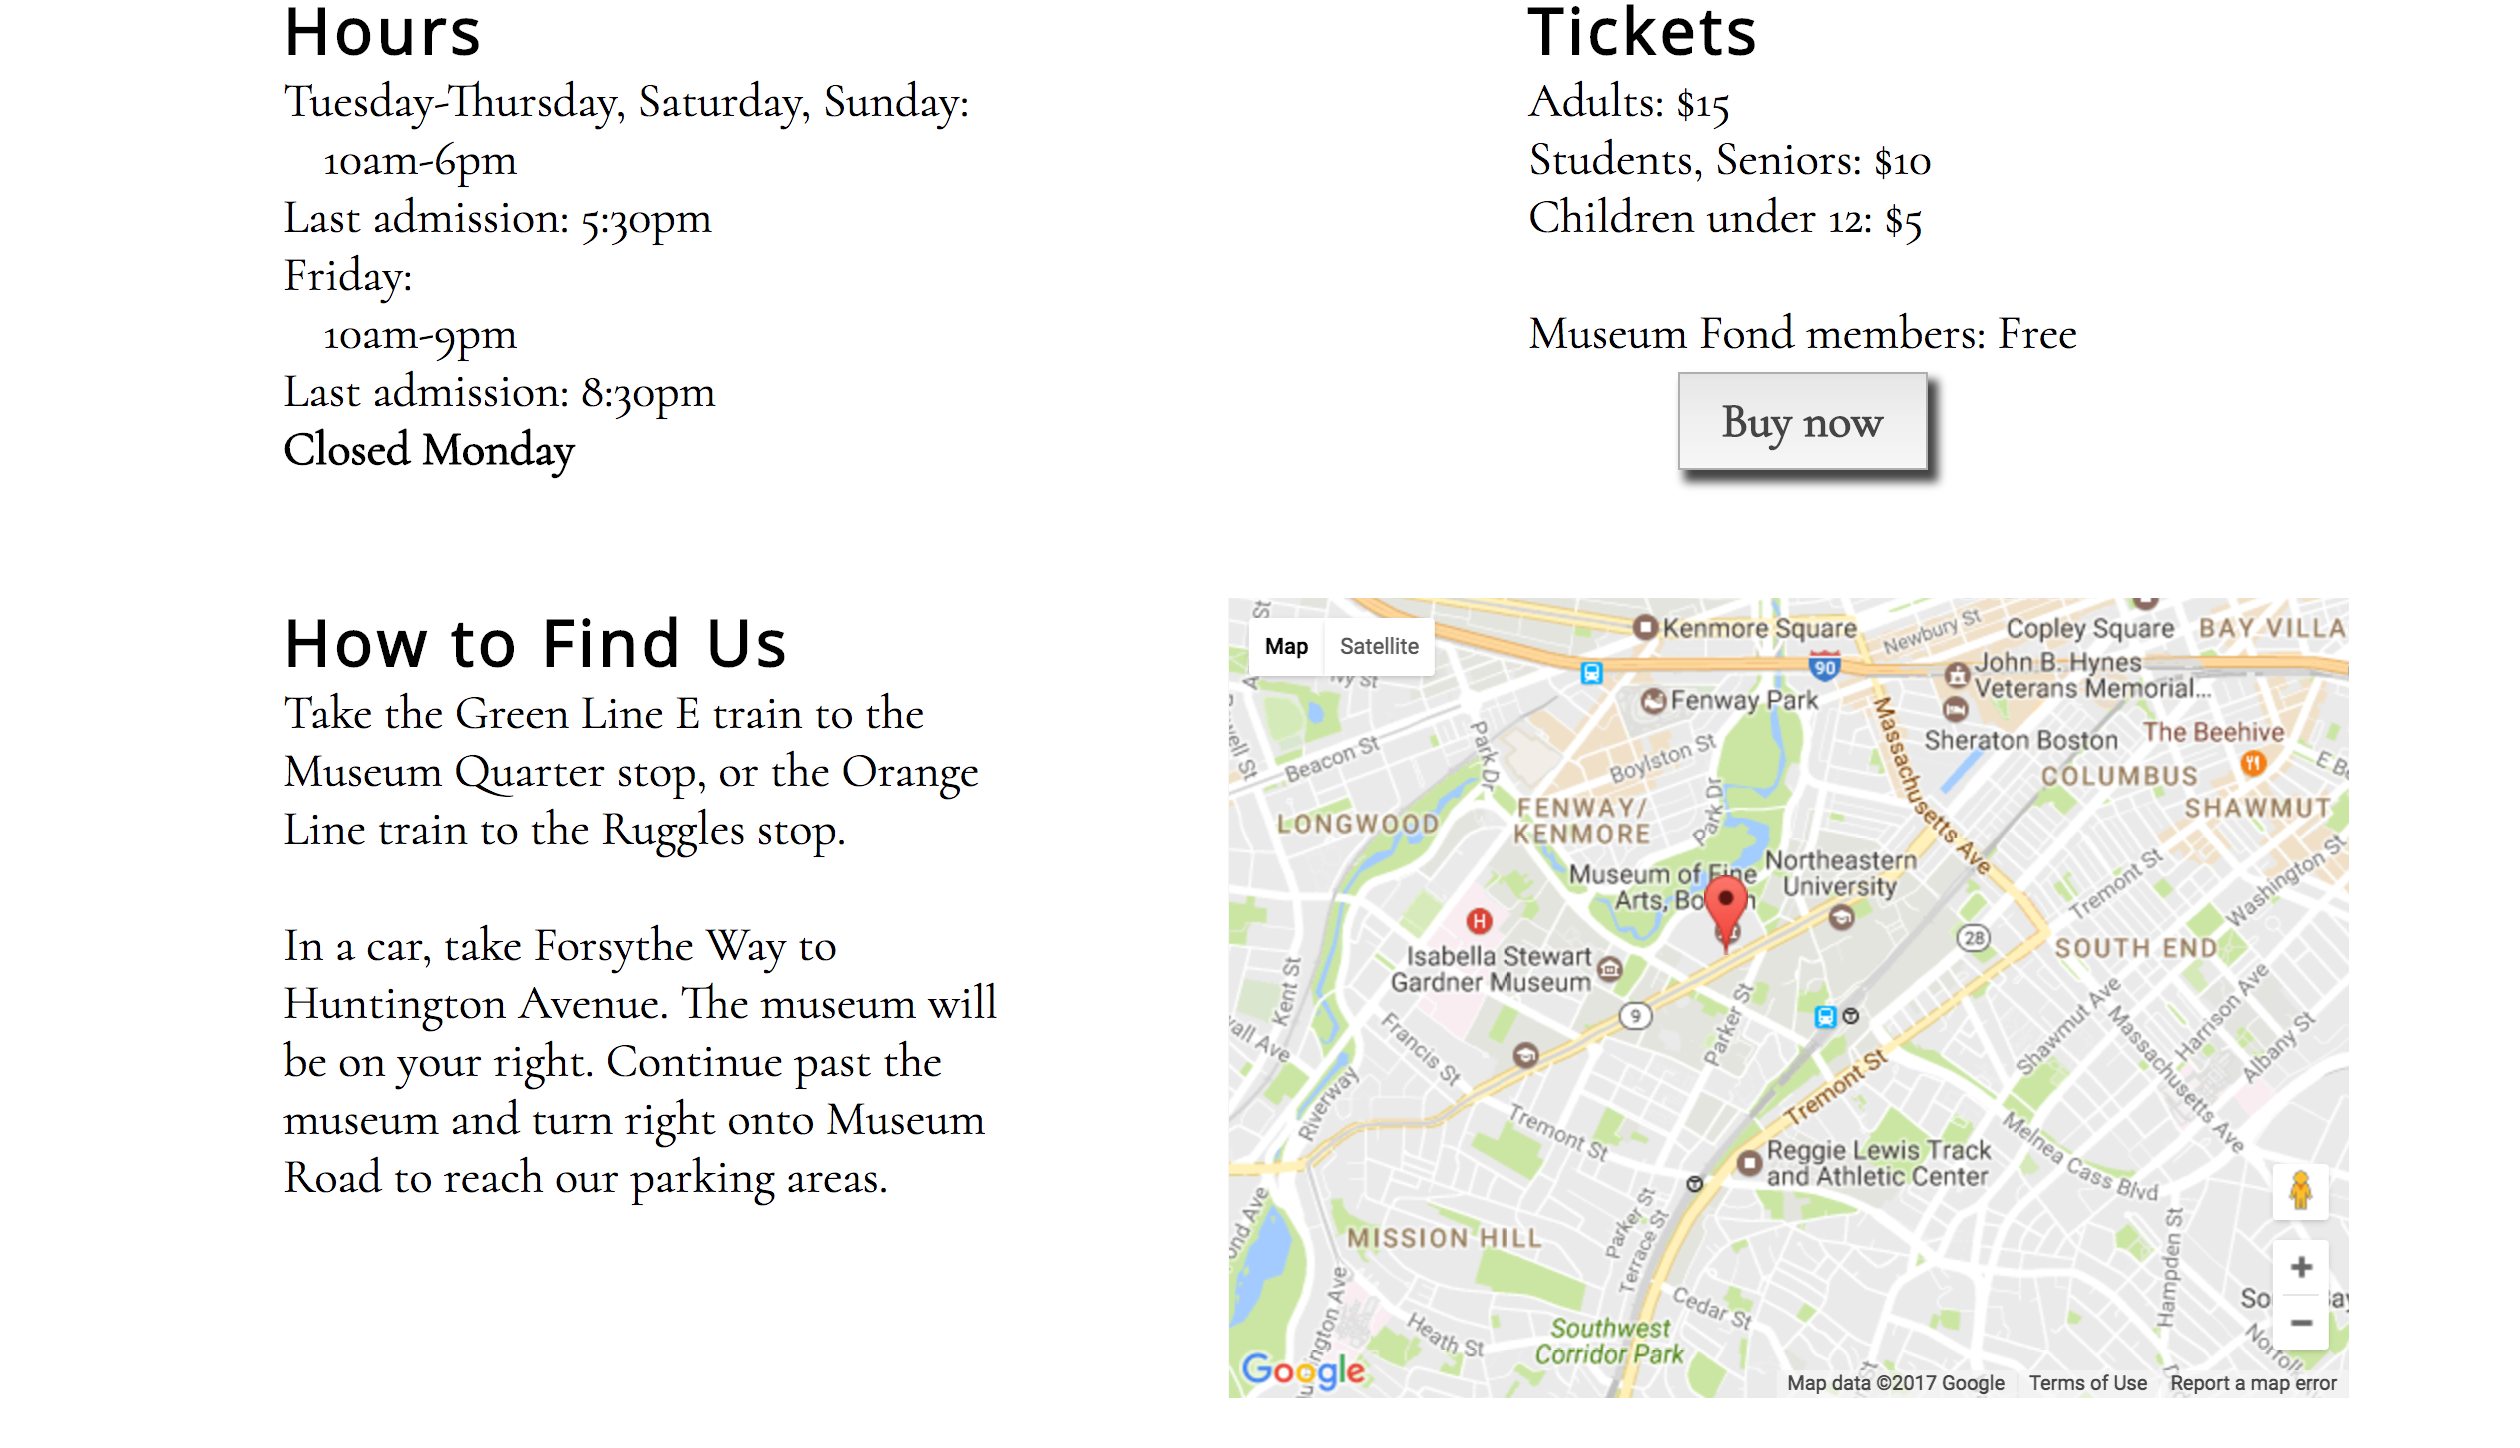 Hours
Tuesday-Thursday, Saturday, Sunday:
10am-6pm
Last admission: 5:30pm
Friday:
10am-9pm
Last admission: 8:30pm
Closed Monday
Tickets
Adults: $15
Students, Seniors: $10
Children under 12: $5
Museum Fond members: Free
Buy now
How to Find Us
Take the Green Line E train to the
Museum Quarter stop, or the Orange
Line train to the Ruggles stop.
In a car, take Forsythe Way to
Huntington Avenue. The museum will
be on your right. Continue past the
museum and turn right onto Museum
Road to reach our parking areas.
Map Satellite
Kenmore Square
Newbury St
Copley Square
BAY VILLA
90
John B. Hynes
Veterans Memorial...
Fenway Park
Park Dr
Beacon St
Boylston St
Massachusetts Ave
Sheraton Boston
The Beehive
COLUMBUS
SHAWMUT
LONGWOOD
FENWAY/
KENMORE
Park Dr
Museum of Fine
Arts,
Northeastern
University
Tremont St
Washington St
H
Isabella Stewart
Gardner Museum
28
SOUTH END
Kent St
9
Parker St
Francis St
Shawmut Ave
Massachusetts Ave
Harrison Ave
Albany St
Riverway
Tremont St
Tremont St
Melnea Cass Blvd
Reggie Lewis Track
and Athletic Center
Parker St
Terrace St
MISSION HILL
Hampden St
Cedar St
Heath St
Southwest
Corridor Park
Google
Map data ©2017 Google
Terms of Use
Report a map error